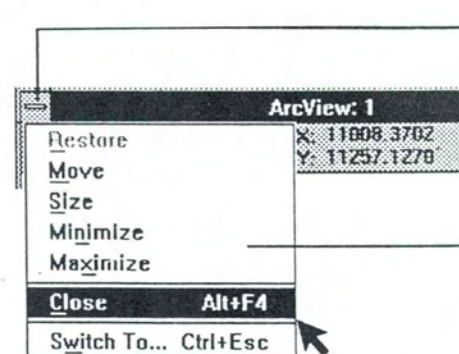 ArcView: 1
X: 11008.3702
Y: 11257.1270
Restore
Move
Size
Minimize
Maximize
Close Alt+F4
Switch To... Ctrl+Esc